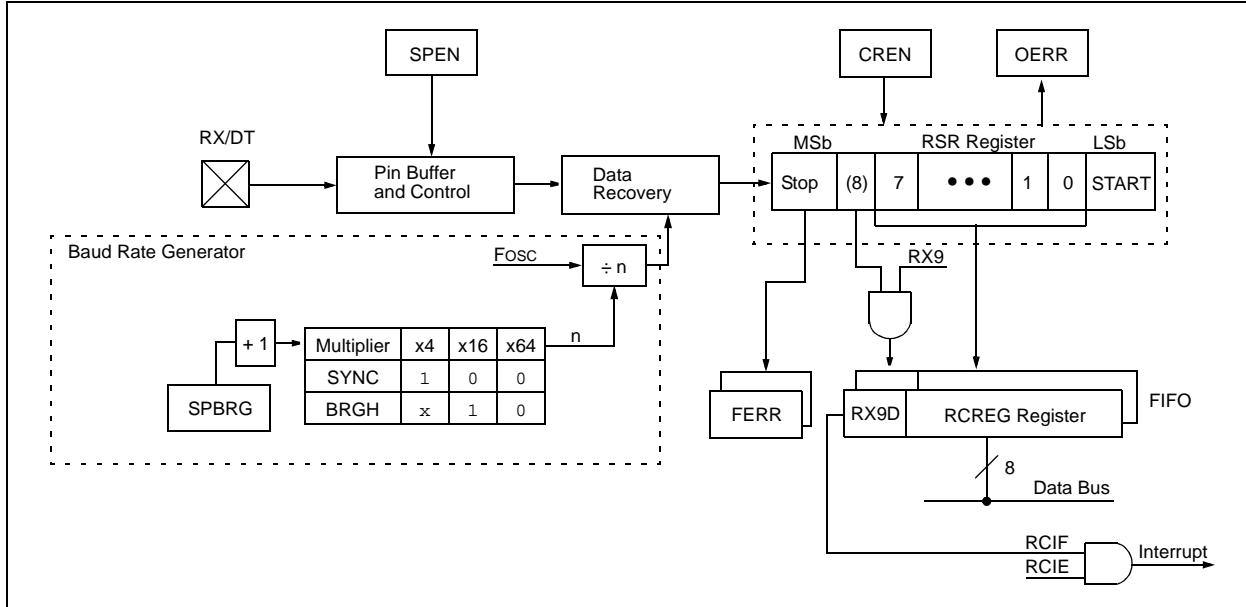 SPEN
CREN
OERR
RX/DT
MSb
RSR Register
LSb
Pin Buffer
and Control
Data
Recovery
Stop
(8)
7
• • •
1
0
START
Baud Rate Generator
FOSC
÷ n
RX9
+ 1
Multiplier x4 x16 x64
n
SYNC 1 0 0
BRGH x 1 0
SPBRG
FERR
RX9D
RCREG Register
FIFO
8
Data Bus
RCIF
RCIE
Interrupt